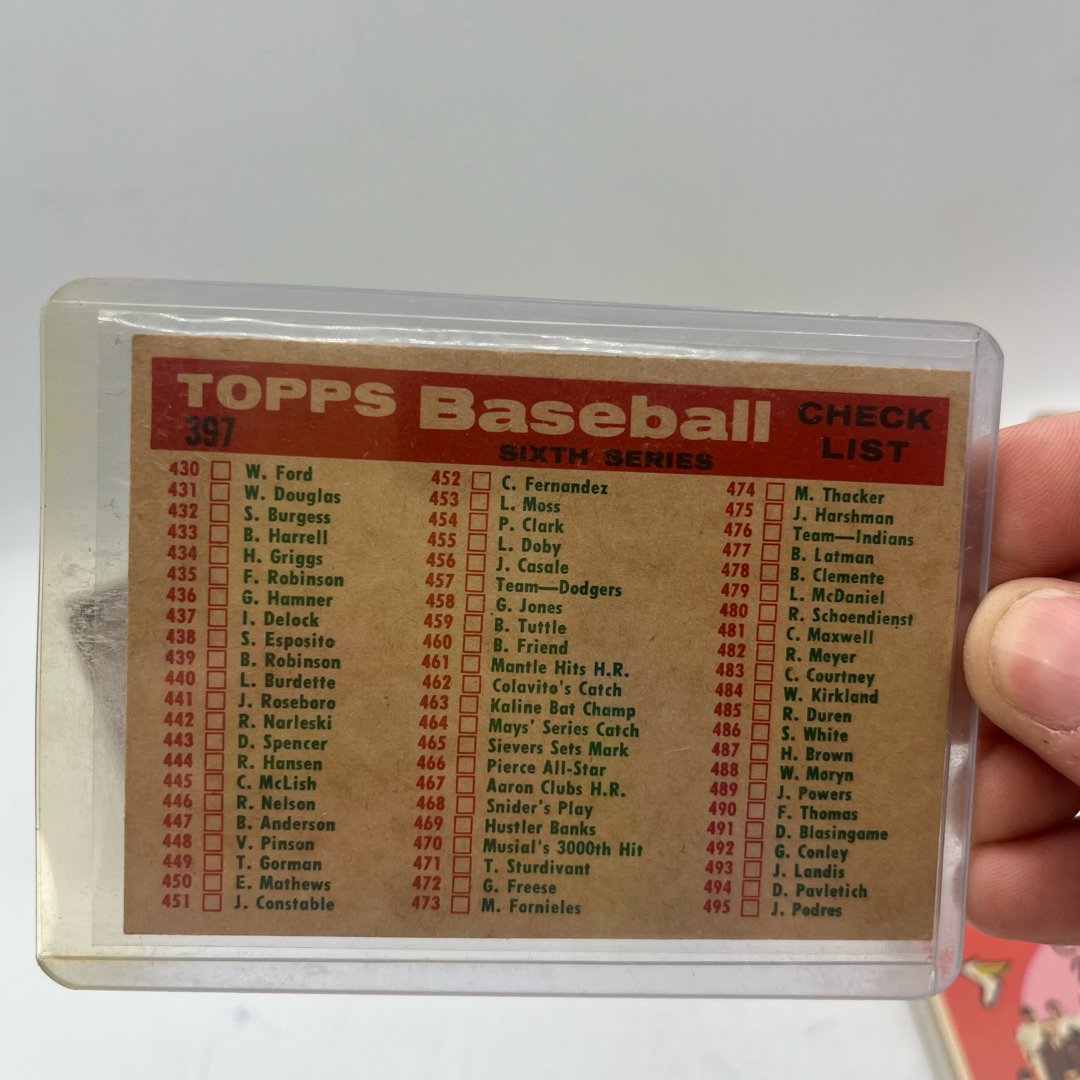 TOPPS Baseball CHECK LIST
397
SIXTH SERIES
430 W. Ford
431 W. Douglas
432 S. Burgess
433 B. Harrell
434 H. Griggs
435 F. Robinson
436 G. Hamner
437 I. Delock
438 S. Esposito
439 B. Robinson
440 L. Burdette
441 J. Roseboro
442 R. Narleski
443 D. Spencer
444 R. Hansen
445 C. McLish
446 R. Nelson
447 B. Anderson
448 V. Pinson
449 T. Gorman
450 E. Mathews
451 J. Constable
452 C. Fernandez
453 L. Moss
454 P. Clark
455 L. Doby
456 J. Casale
457 Team—Dodgers
458 G. Jones
459 B. Tuttle
460 B. Friend
461 Mantle Hits H.R.
462 Colavito's Catch
463 Kaline Bat Champ
464 Mays' Series Catch
465 Sievers Sets Mark
466 Pierce All-Star
467 Aaron Clubs H.R.
468 Snider's Play
469 Hustler Banks
470 Musial's 3000th Hit
471 T. Sturdivant
472 G. Freese
473 M. Fornieles
474 M. Thacker
475 J. Harshman
476 Team—Indians
477 B. Latman
478 B. Clemente
479 L. McDaniel
480 R. Schoendienst
481 C. Maxwell
482 R. Meyer
483 C. Courtney
484 W. Kirkland
485 R. Duren
486 S. White
487 H. Brown
488 W. Moryn
489 J. Powers
490 F. Thomas
491 D. Blasingame
492 G. Conley
493 J. Landis
494 D. Pavletich
495 J. Podres